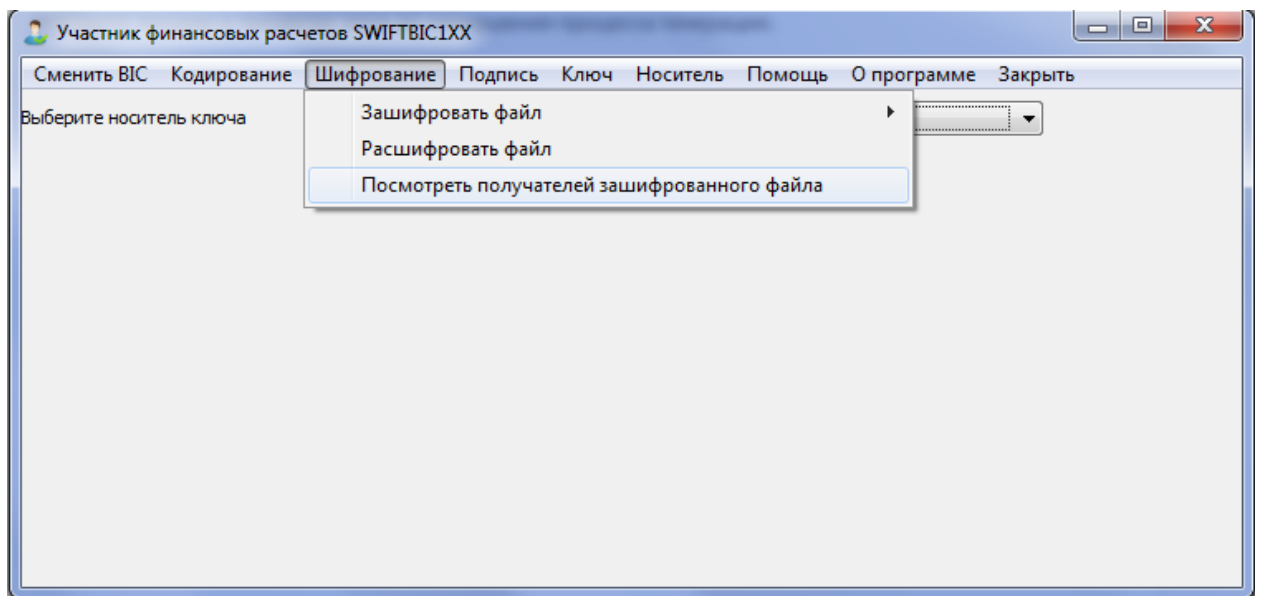 Участник финансовых расчетов SWIFTBIC1XX
Сменить BIC Кодирование Шифрование Подпись Ключ Носитель Помощь О программе Закрыть
Выберите носитель ключа
Зашифровать файл
Расшифровать файл
Посмотреть получателей зашифрованного файла